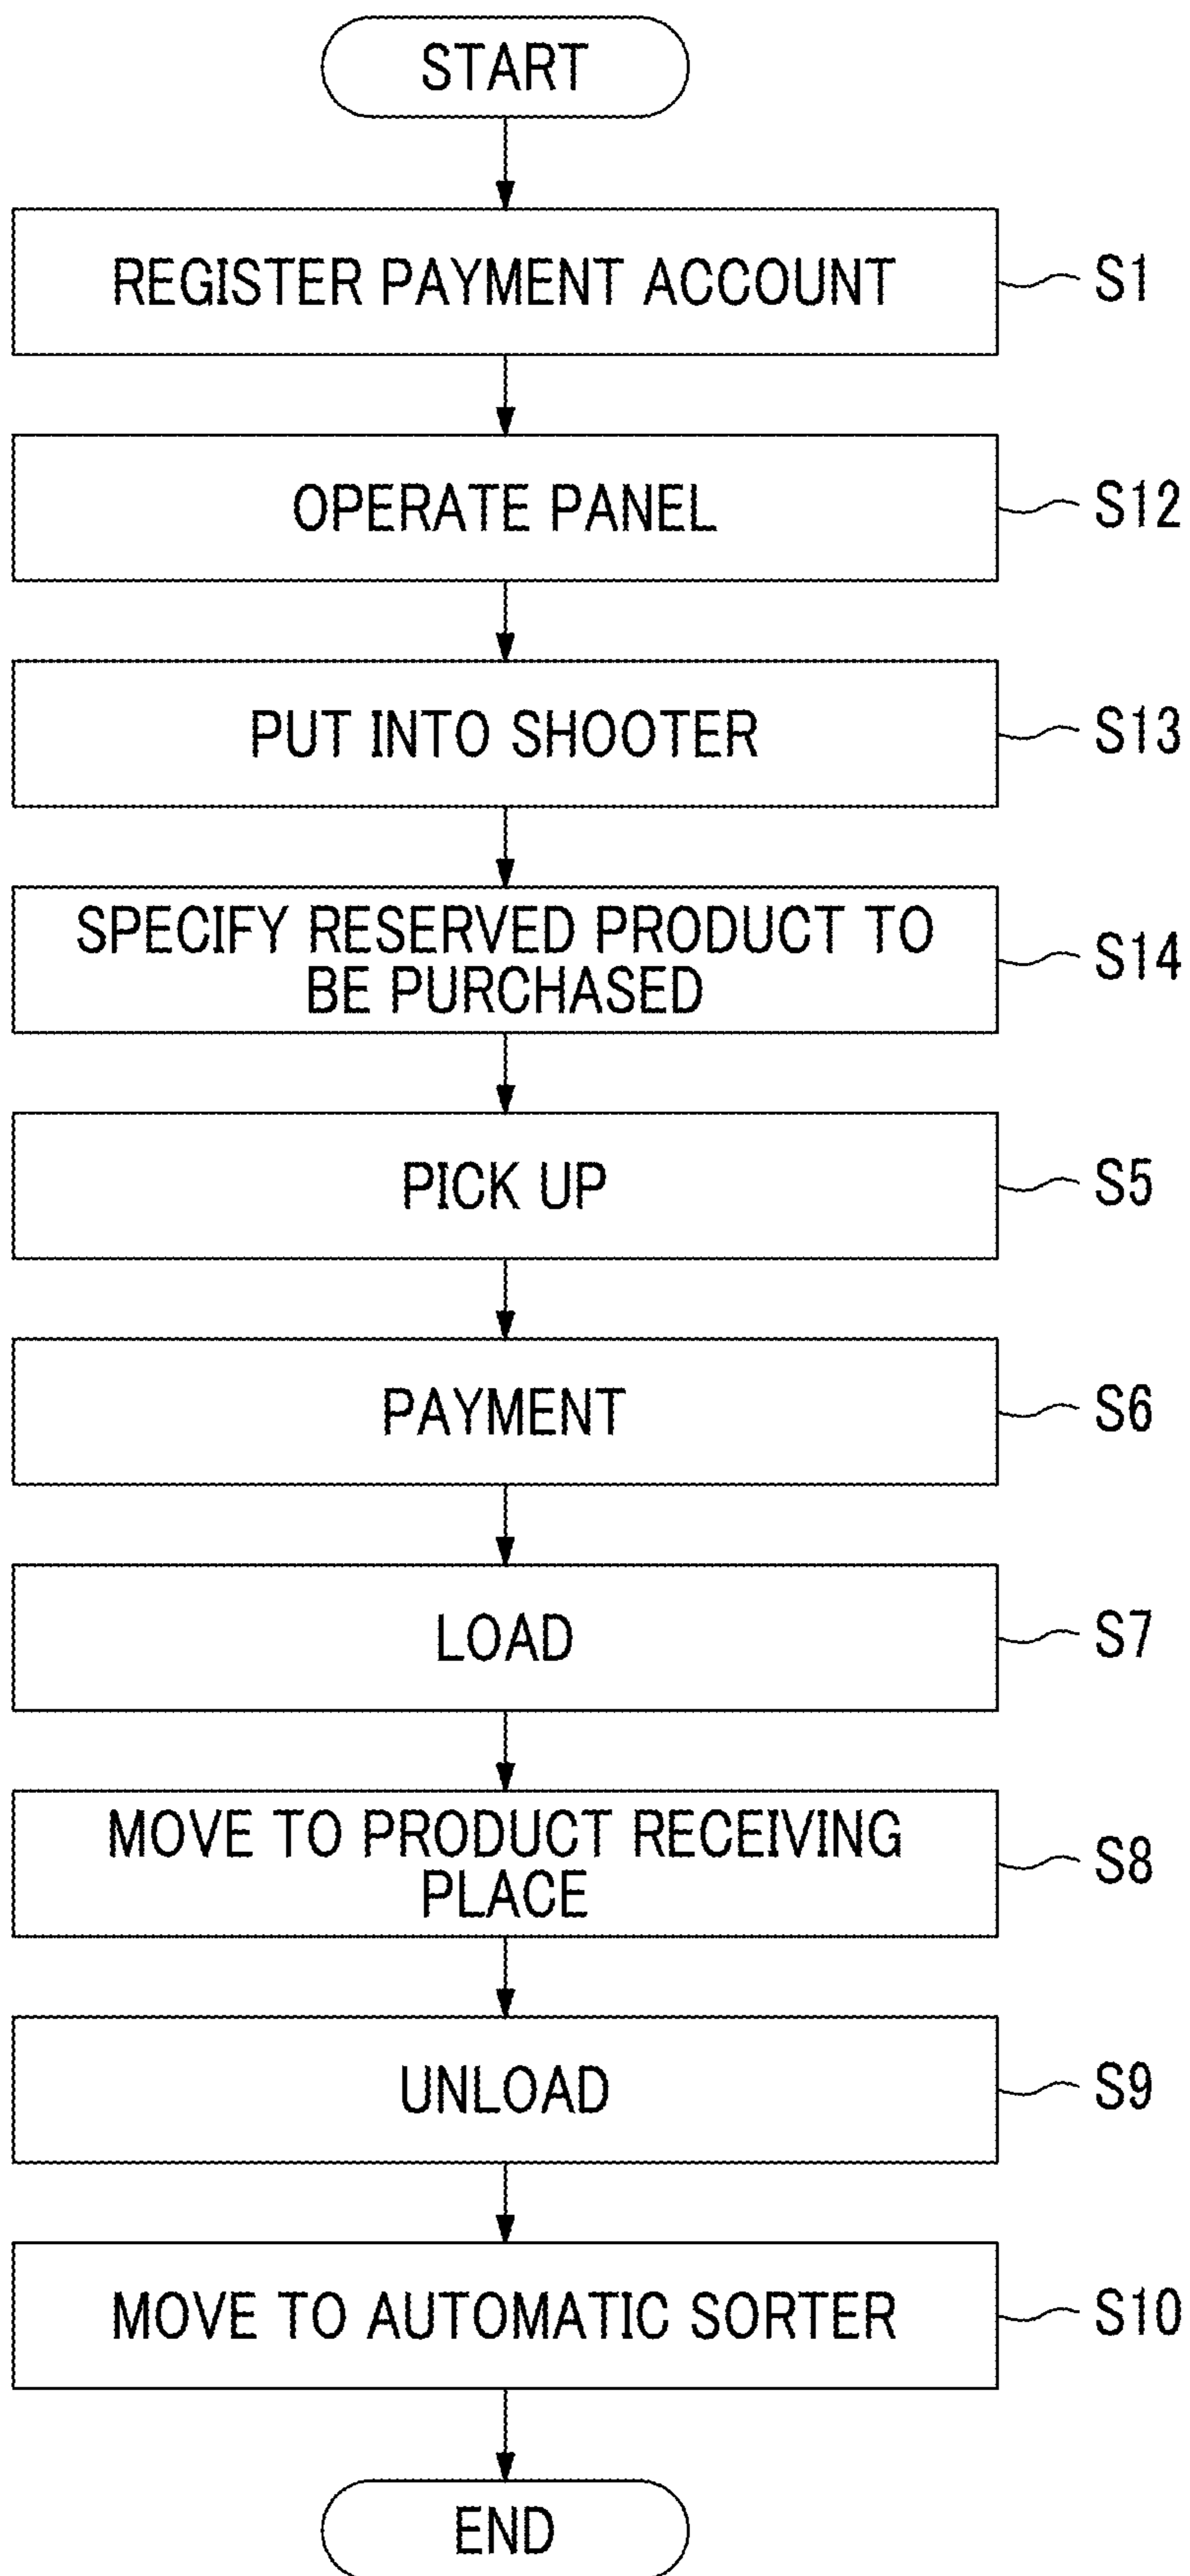 START
REGISTER PAYMENT ACCOUNT
S1
OPERATE PANEL
S12
PUT INTO SHOOTER
S13
SPECIFY RESERVED PRODUCT TO
BE PURCHASED
S14
PICK UP
S5
PAYMENT
S6
LOAD
S7
MOVE TO PRODUCT RECEIVING
PLACE
S8
UNLOAD
S9
MOVE TO AUTOMATIC SORTER
S10
END